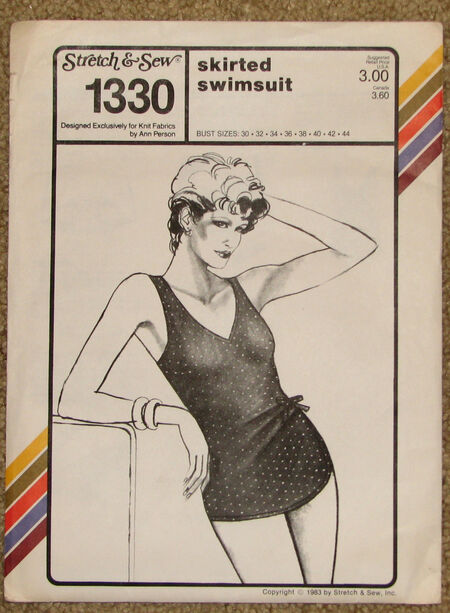 Stretch & Sew®
1330
Designed Exclusively for Knit Fabrics
by Ann Person
skirted
swimsuit
BUST SIZES: 30 • 32 • 34 • 36 • 38 • 40 • 42 • 44
Suggested
Retail Price
U.S.A.
3.00
Canada
3.60
Copyright © 1983 by Stretch & Sew, Inc.